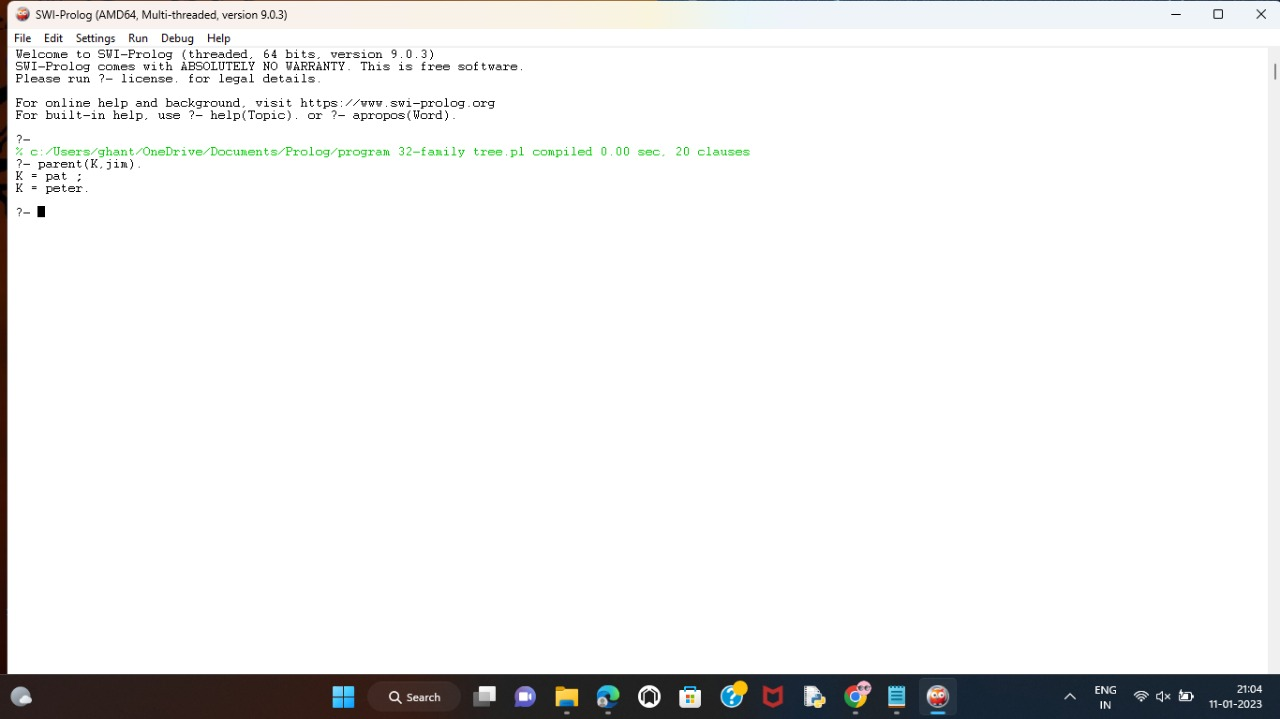 SWI-Prolog (AMD64, Multi-threaded, version 9.0.3)
File Edit Settings Run Debug Help
Welcome to SWI-Prolog (threaded, 64 bits, version 9.0.3)
SWI-Prolog comes with ABSOLUTELY NO WARRANTY. This is free software.
Please run ?- license. for legal details.
For online help and background, visit https://www.swi-prolog.org
For built-in help, use ?- help(Topic). or ?- apropos(Word).
?-
% c:/Users/ghant/OneDrive/Documents/Prolog/program 32-family tree.pl compiled 0.00 sec, 20 clauses
?- parent(K,jim).
K = pat ;
K = peter.
?-
Search
ENG
IN
21:04
11-01-2023